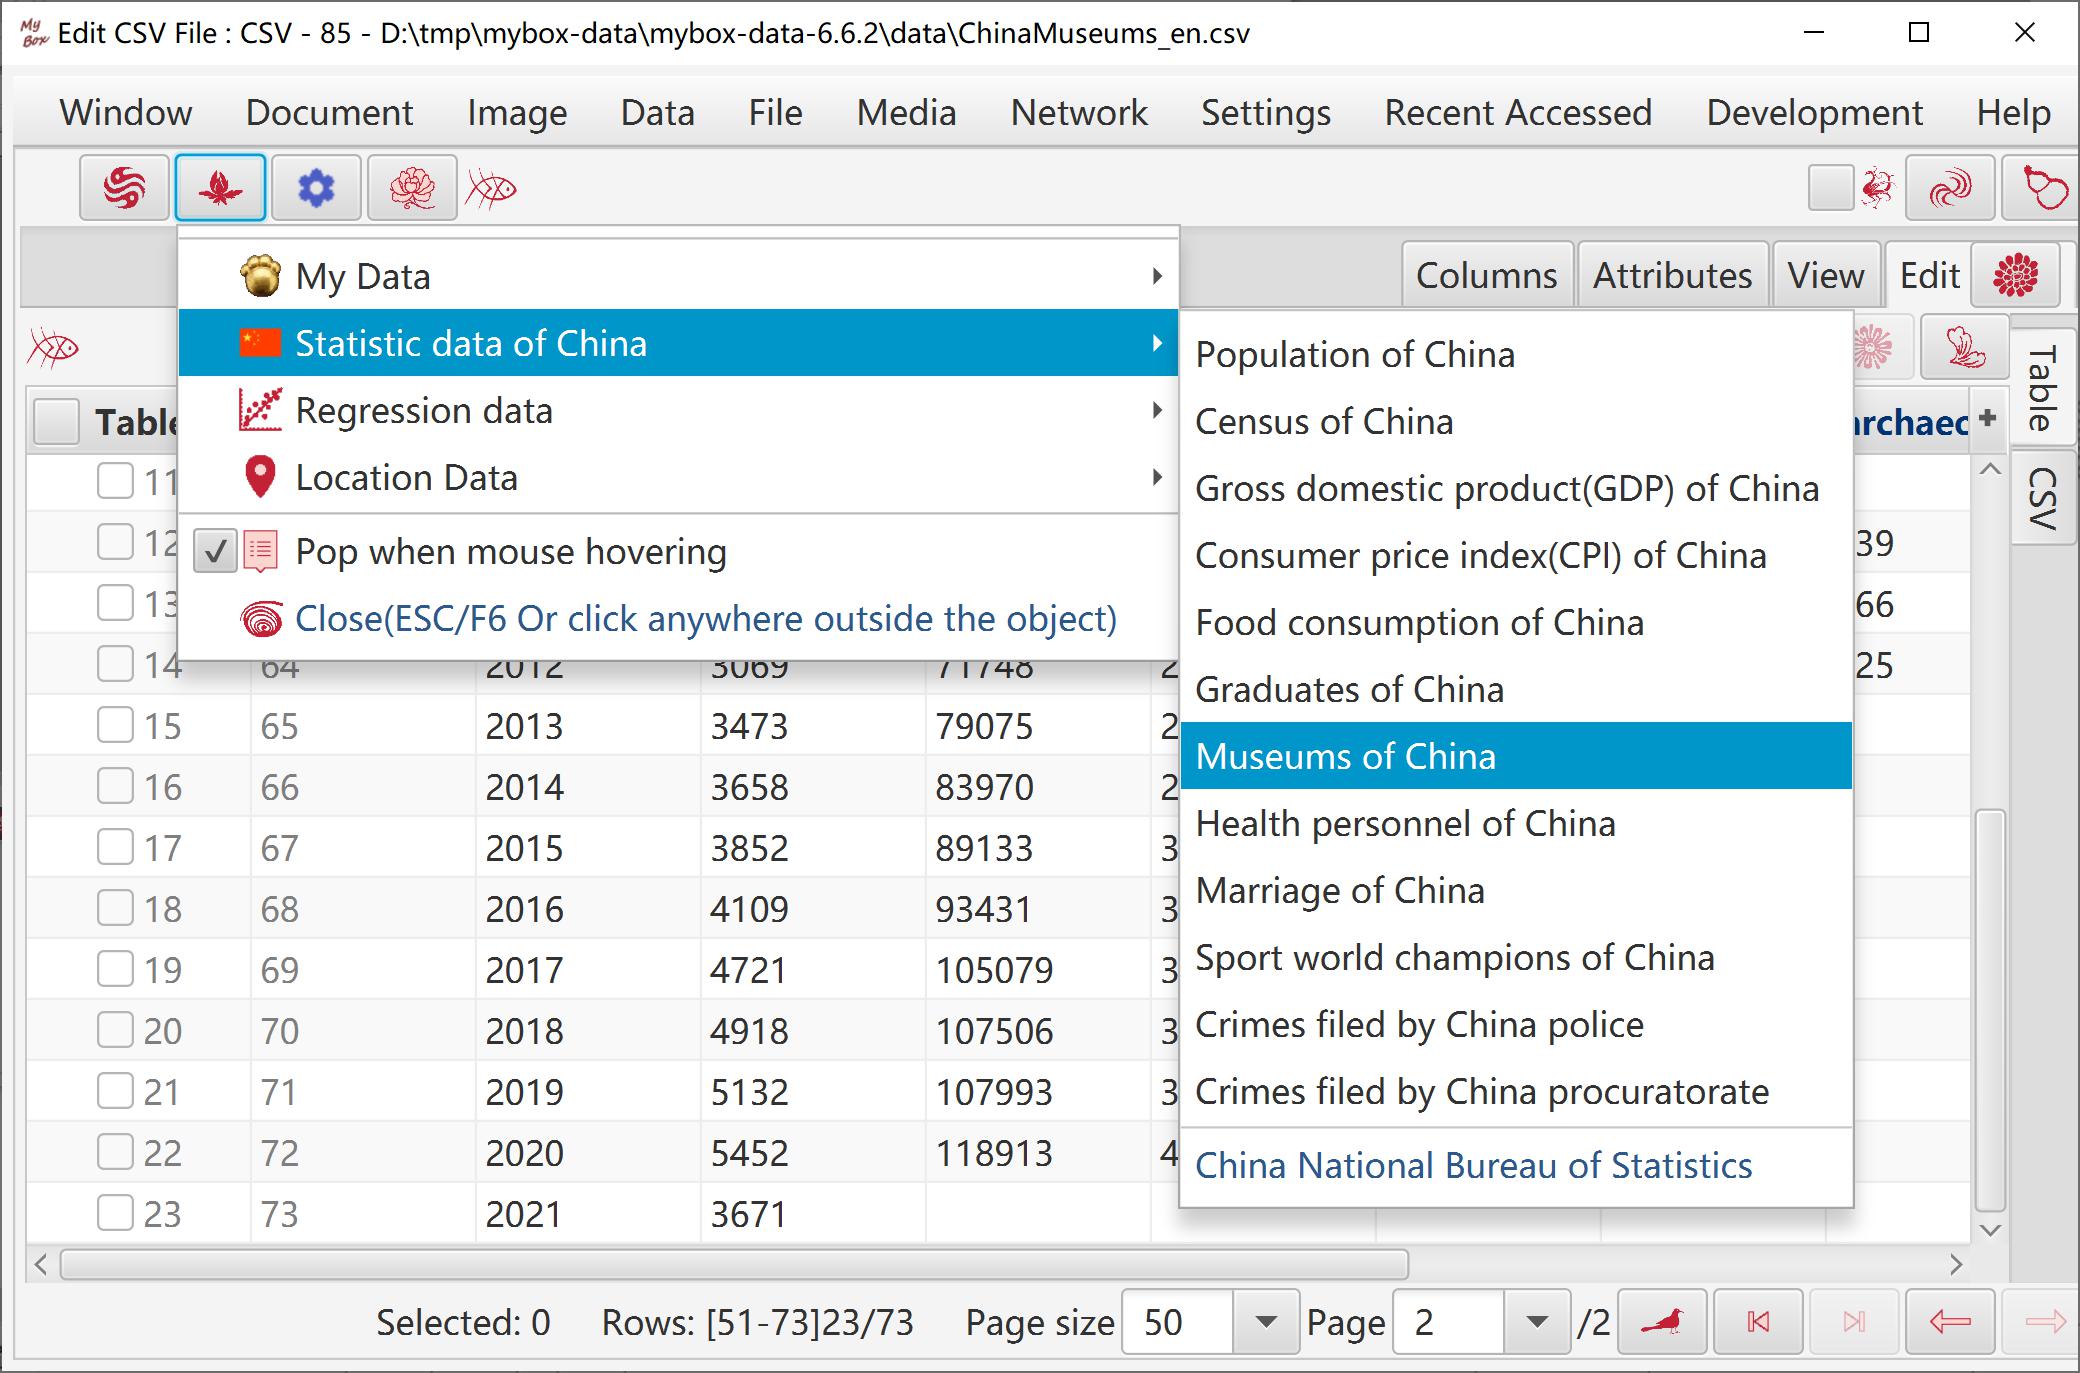 My Box Edit CSV File : CSV - 85 - D:\tmp\mybox-data\mybox-data-6.6.2\data\ChinaMuseums_en.csv
Window Document Image Data File Media Network Settings Recent Accessed Development Help
Columns Attributes View Edit
My Data
Statistic data of China
Regression data
Location Data
Pop when mouse hovering
Close(ESC/F6 Or click anywhere outside the object)
Population of China
Census of China
Gross domestic product(GDP) of China
Consumer price index(CPI) of China
Food consumption of China
Graduates of China
Museums of China
Health personnel of China
Marriage of China
Sport world champions of China
Crimes filed by China police
Crimes filed by China procuratorate
China National Bureau of Statistics
Table
CSV
Table +
11
12 39
13 66
14 64 2012 3069 71748 2 25
15 65 2013 3473 79075 2
16 66 2014 3658 83970 2
17 67 2015 3852 89133 3
18 68 2016 4109 93431 3
19 69 2017 4721 105079 3
20 70 2018 4918 107506 3
21 71 2019 5132 107993 3
22 72 2020 5452 118913 4
23 73 2021 3671
Selected: 0 Rows: [51-73]23/73 Page size 50 Page 2 /2